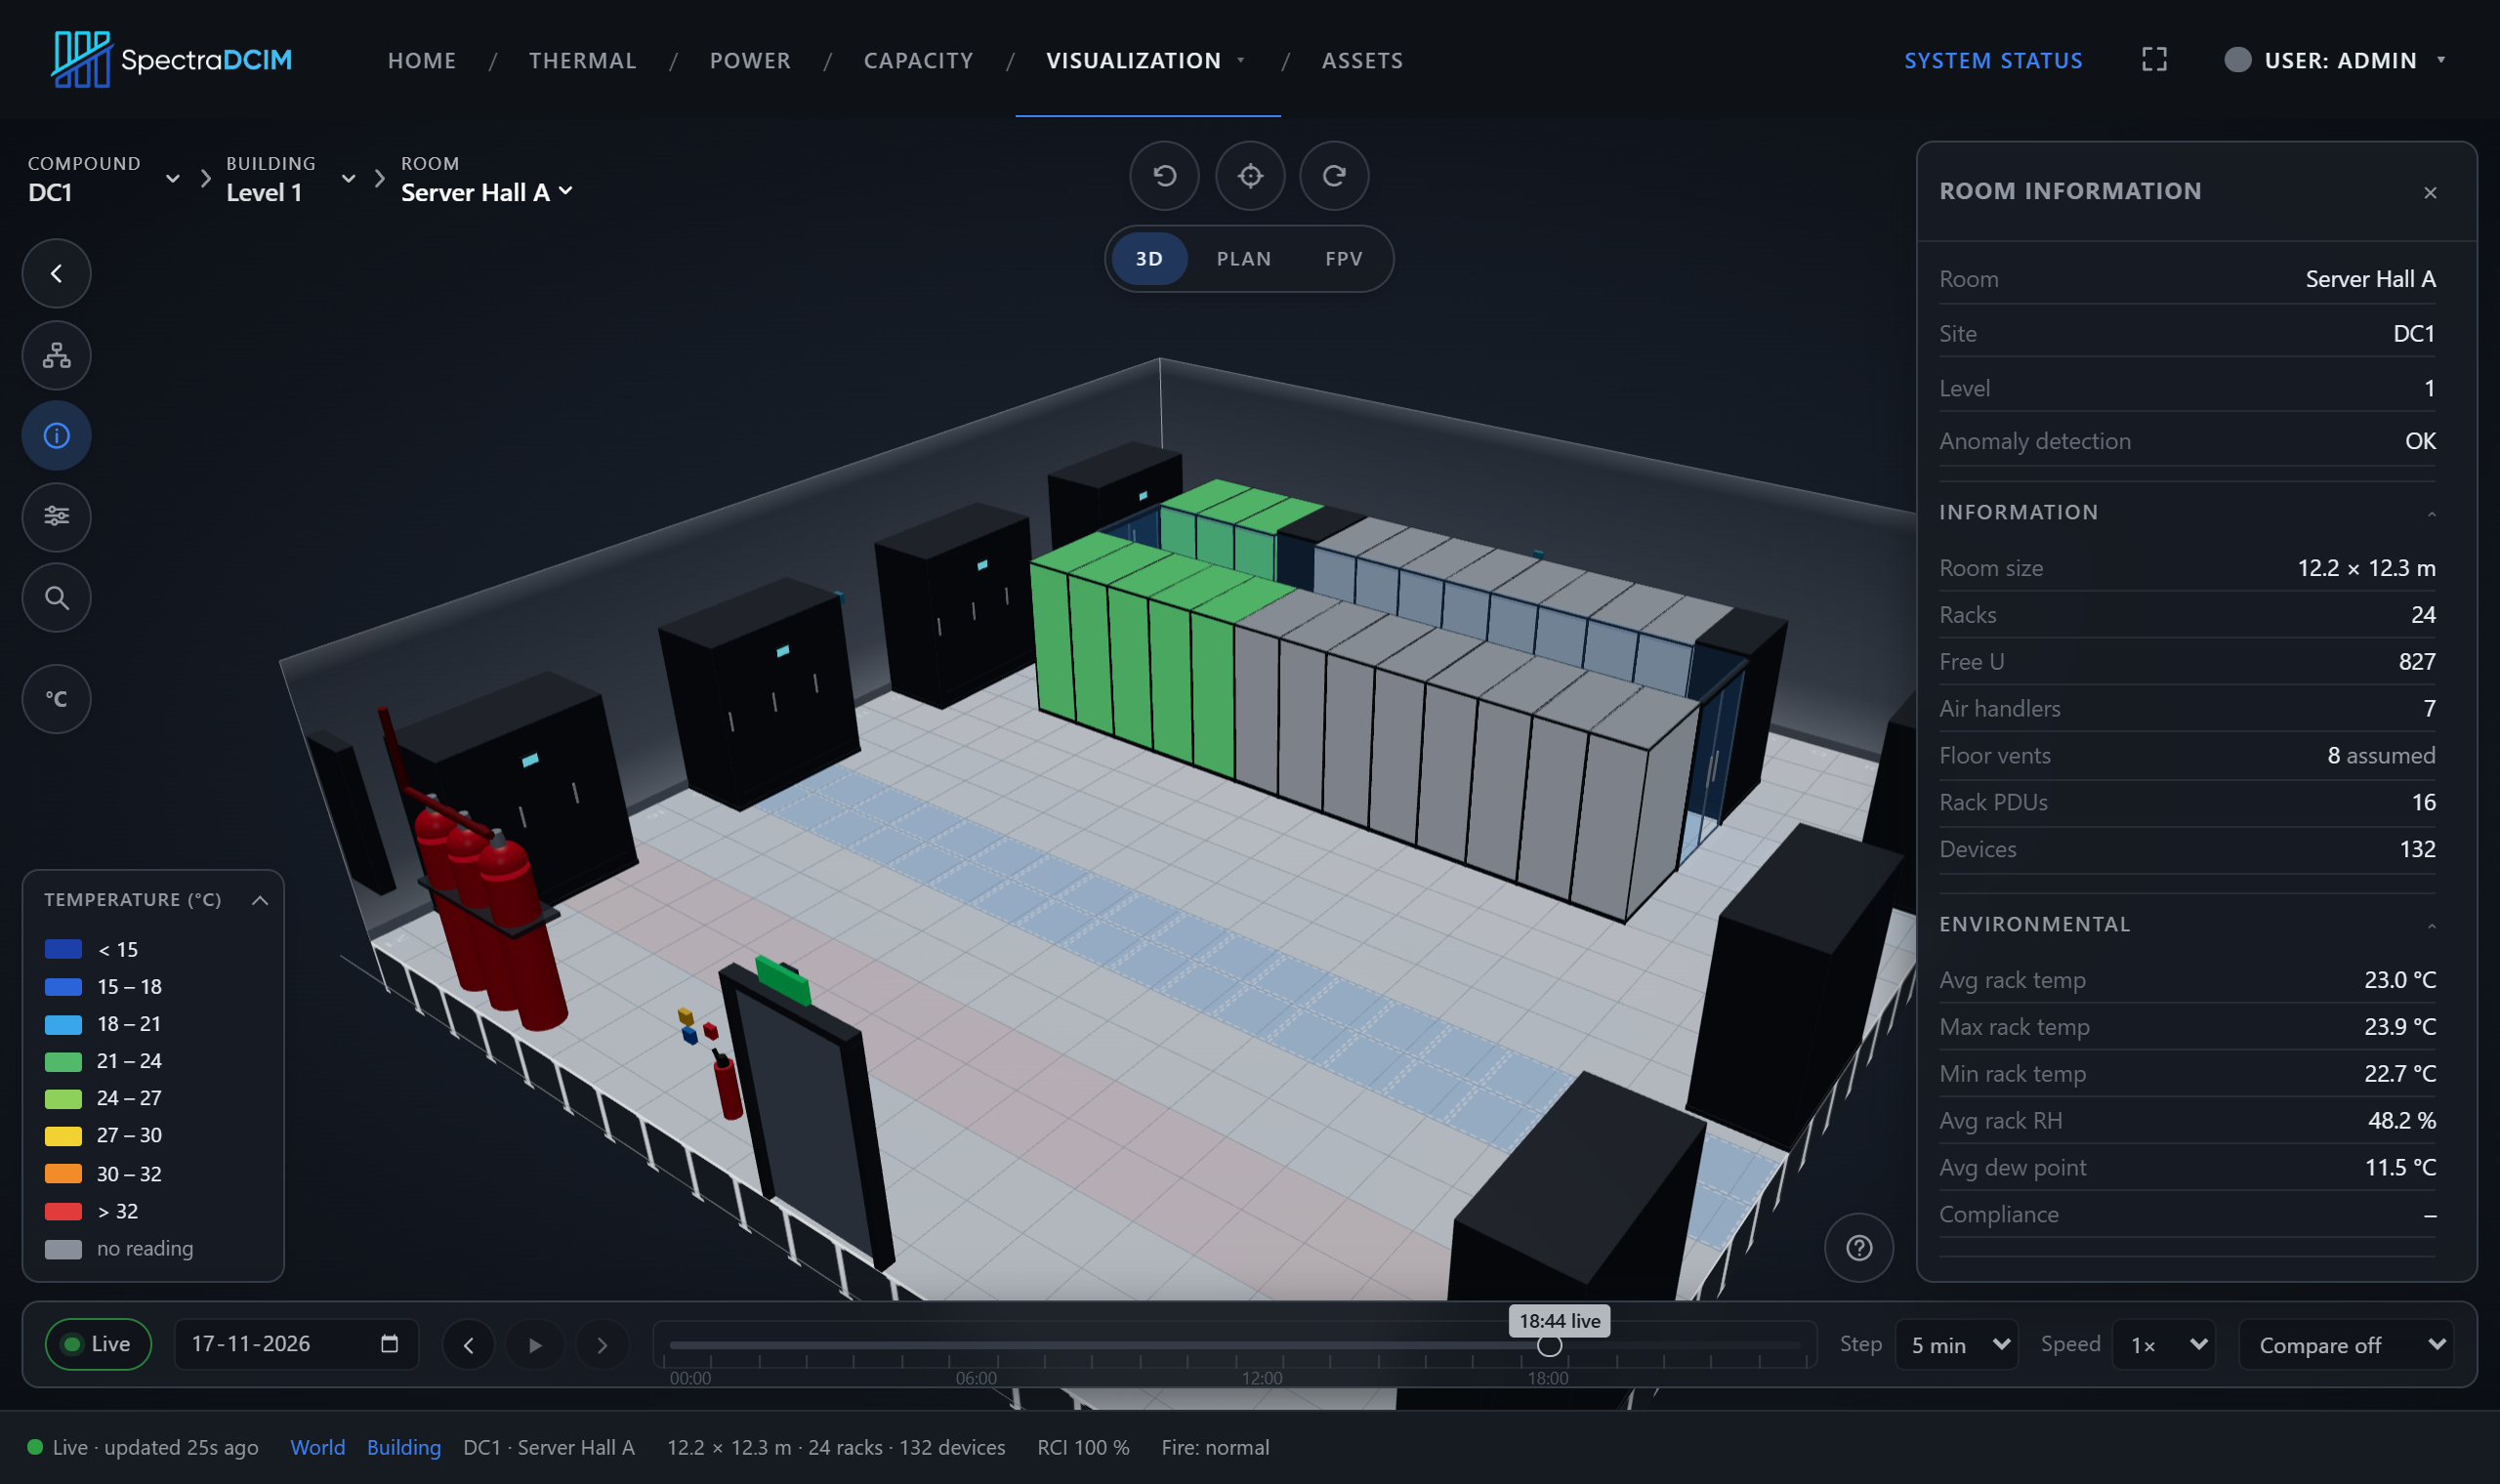 SpectraDCIM
HOME / THERMAL / POWER / CAPACITY / VISUALIZATION / ASSETS
SYSTEM STATUS
USER: ADMIN
COMPOUND
DC1
BUILDING
Level 1
ROOM
Server Hall A
3D PLAN FPV
°C
TEMPERATURE (°C)
< 15
15 – 18
18 – 21
21 – 24
24 – 27
27 – 30
30 – 32
> 32
no reading
ROOM INFORMATION
Room Server Hall A
Site DC1
Level 1
Anomaly detection OK
INFORMATION
Room size 12.2 × 12.3 m
Racks 24
Free U 827
Air handlers 7
Floor vents 8 assumed
Rack PDUs 16
Devices 132
ENVIRONMENTAL
Avg rack temp 23.0 °C
Max rack temp 23.9 °C
Min rack temp 22.7 °C
Avg rack RH 48.2 %
Avg dew point 11.5 °C
Compliance –
Live
17-11-2026
18:44 live
00:00 06:00 12:00 18:00
Step 5 min
Speed 1×
Compare off
Live · updated 25s ago World Building DC1 · Server Hall A 12.2 × 12.3 m · 24 racks · 132 devices RCI 100 % Fire: normal